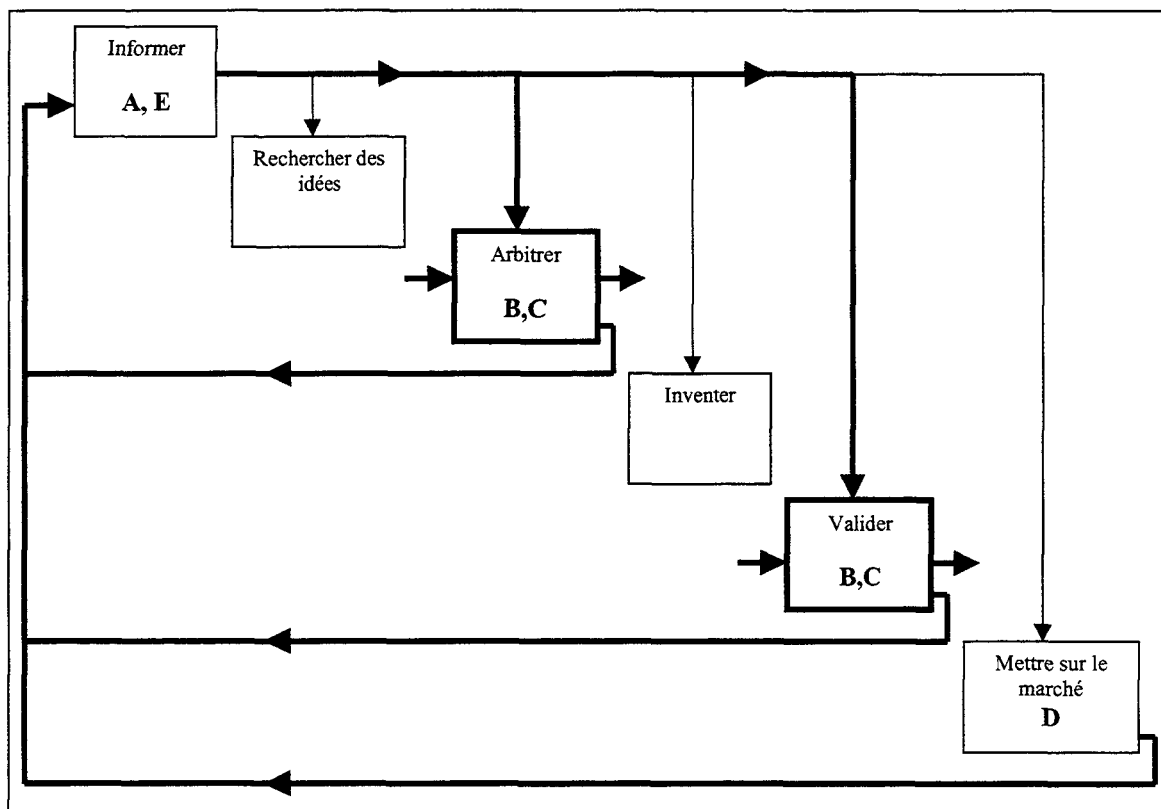 Informer
A, E
Rechercher des
idées
Arbitrer
B,C
Inventer
Valider
B,C
Mettre sur le
marché
D